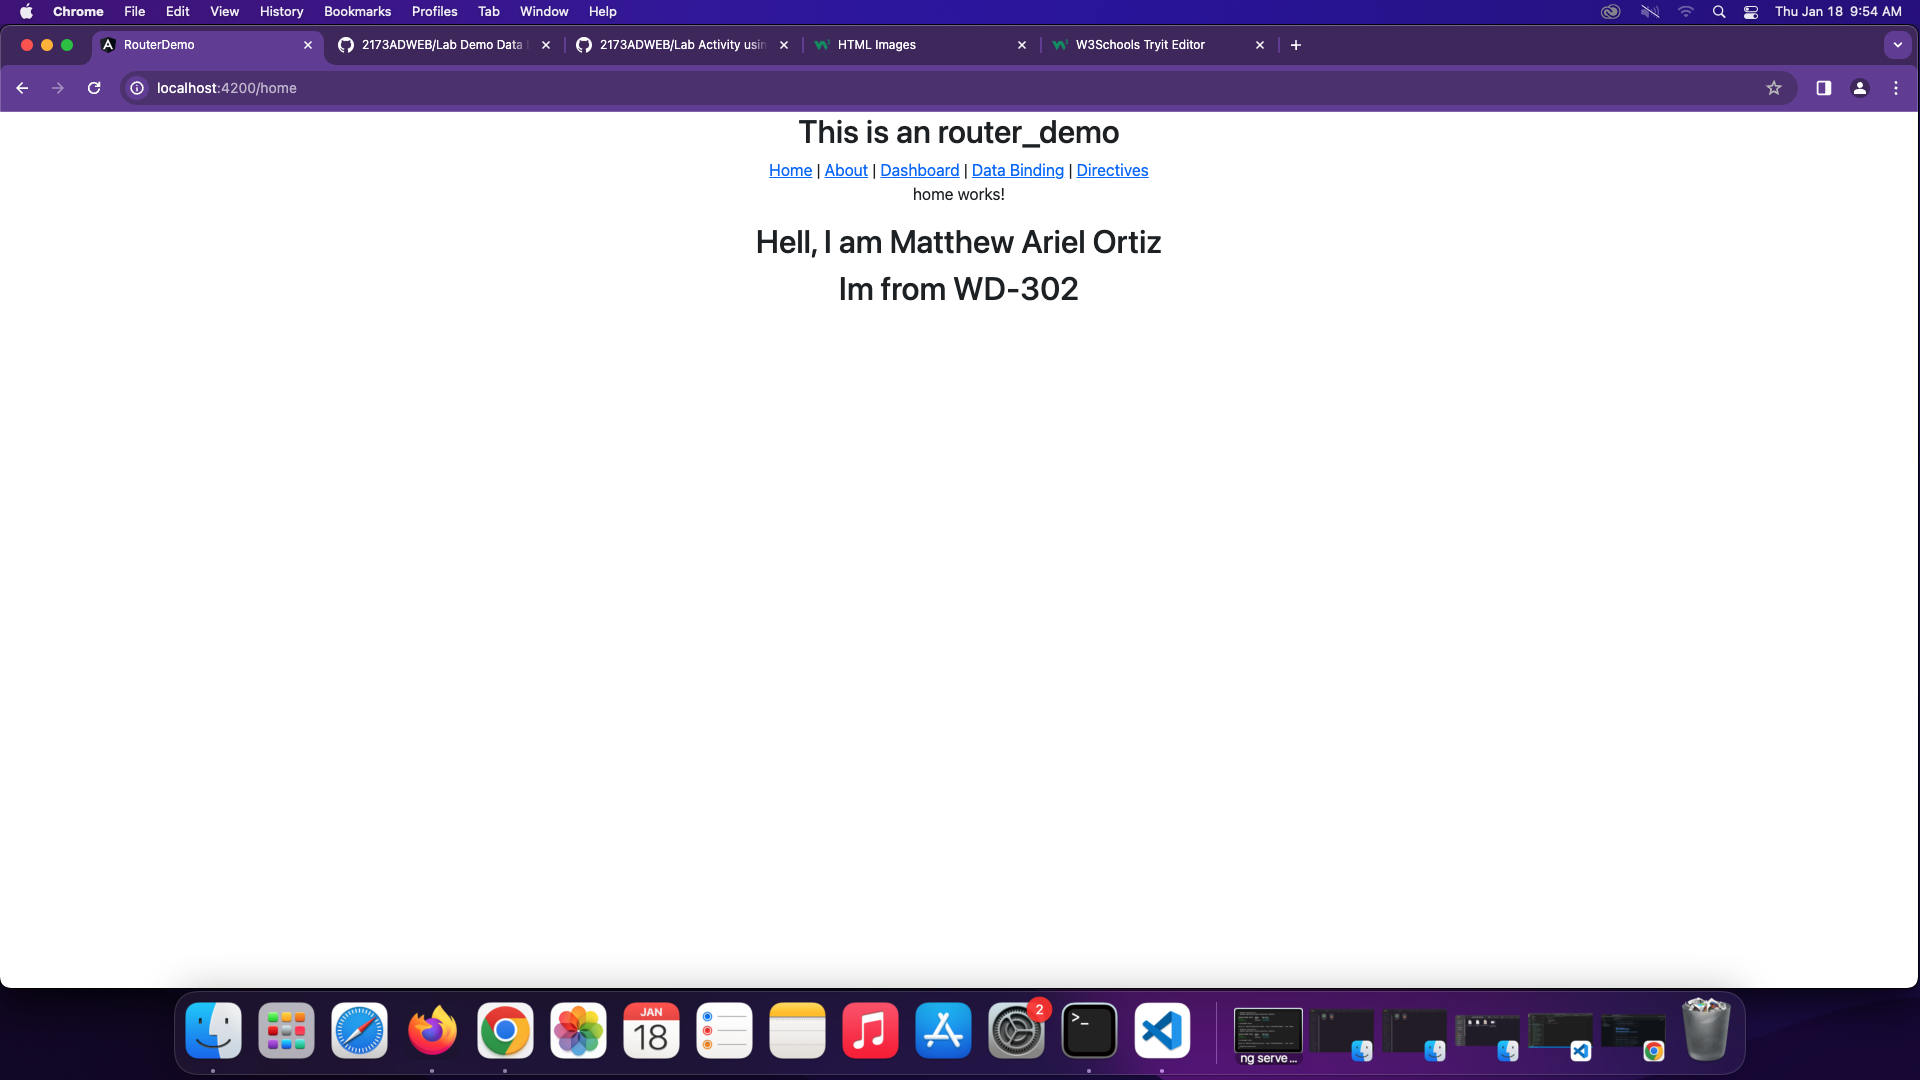 Chrome File Edit View History Bookmarks Profiles Tab Window Help Thu Jan 18 9:54 AM
RouterDemo 2173ADWEB/Lab Demo Data 2173ADWEB/Lab Activity usin HTML Images W3Schools Tryit Editor
localhost:4200/home
This is an router_demo
Home | About | Dashboard | Data Binding | Directives
home works!
Hell, I am Matthew Ariel Ortiz
Im from WD-302
JAN
18
2
>_
ng serve ...